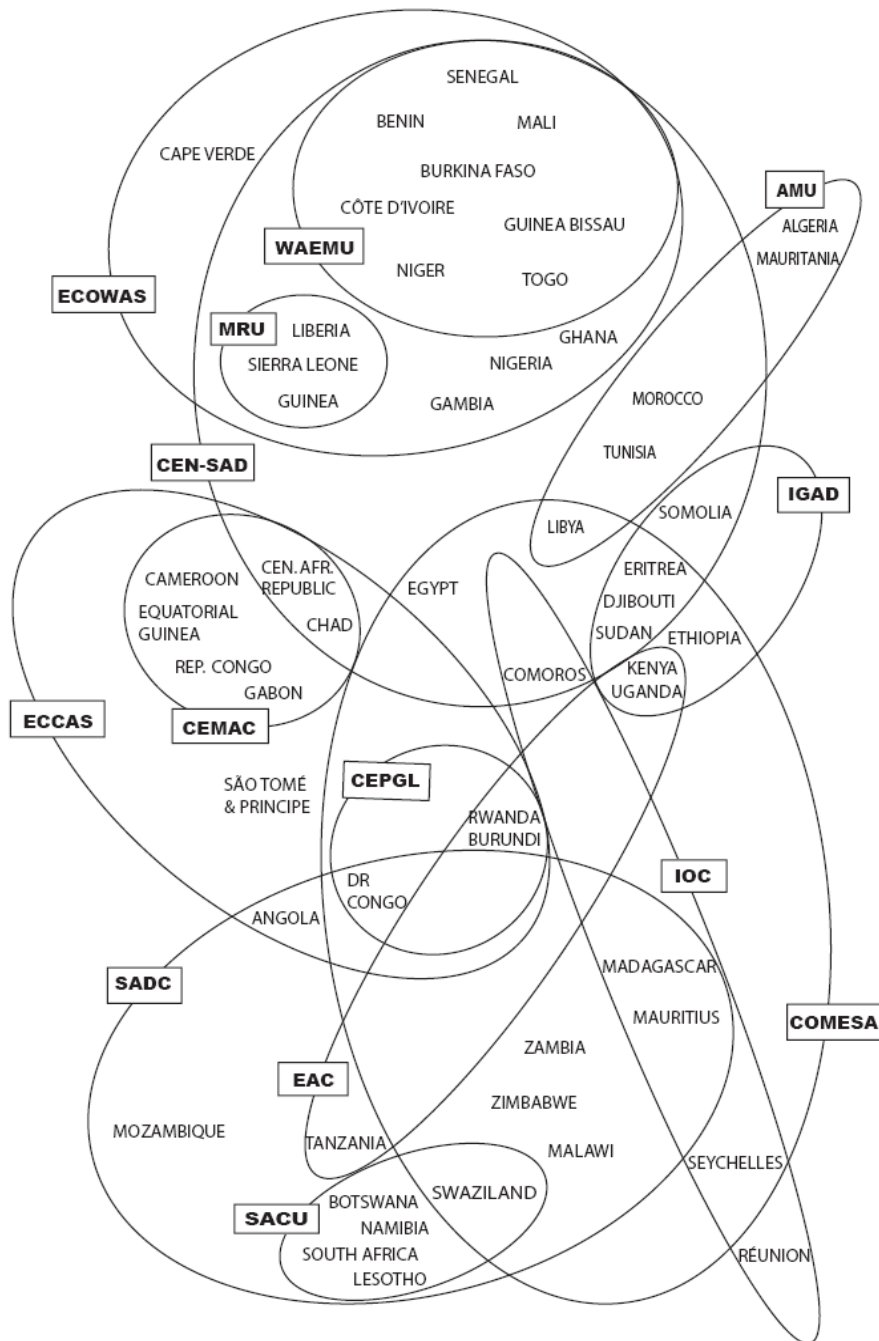 SENEGAL
BENIN
MALI
CAPE VERDE
BURKINA FASO
AMU
CÔTE D'IVOIRE
GUINEA BISSAU
ALGERIA
WAEMU
MAURITANIA
NIGER
TOGO
ECOWAS
MRU
LIBERIA
GHANA
SIERRA LEONE
NIGERIA
GUINEA
GAMBIA
MOROCCO
TUNISIA
CEN-SAD
IGAD
SOMOLIA
LIBYA
CAMEROON
CEN. AFR.
REPUBLIC
EGYPT
ERITREA
EQUATORIAL
GUINEA
CHAD
DJIBOUTI
SUDAN
ETHIOPIA
REP. CONGO
COMOROS
KENYA
UGANDA
GABON
ECCAS
CEMAC
CEPGL
SÃO TOMÉ
& PRINCIPE
RWANDA
BURUNDI
IOC
DR
CONGO
ANGOLA
SADC
MADAGASCAR
MAURITIUS
COMESA
ZAMBIA
EAC
ZIMBABWE
MOZAMBIQUE
TANZANIA
MALAWI
SEYCHELLES
SWAZILAND
BOTSWANA
SACU
NAMIBIA
SOUTH AFRICA
LESOTHO
RÉUNION